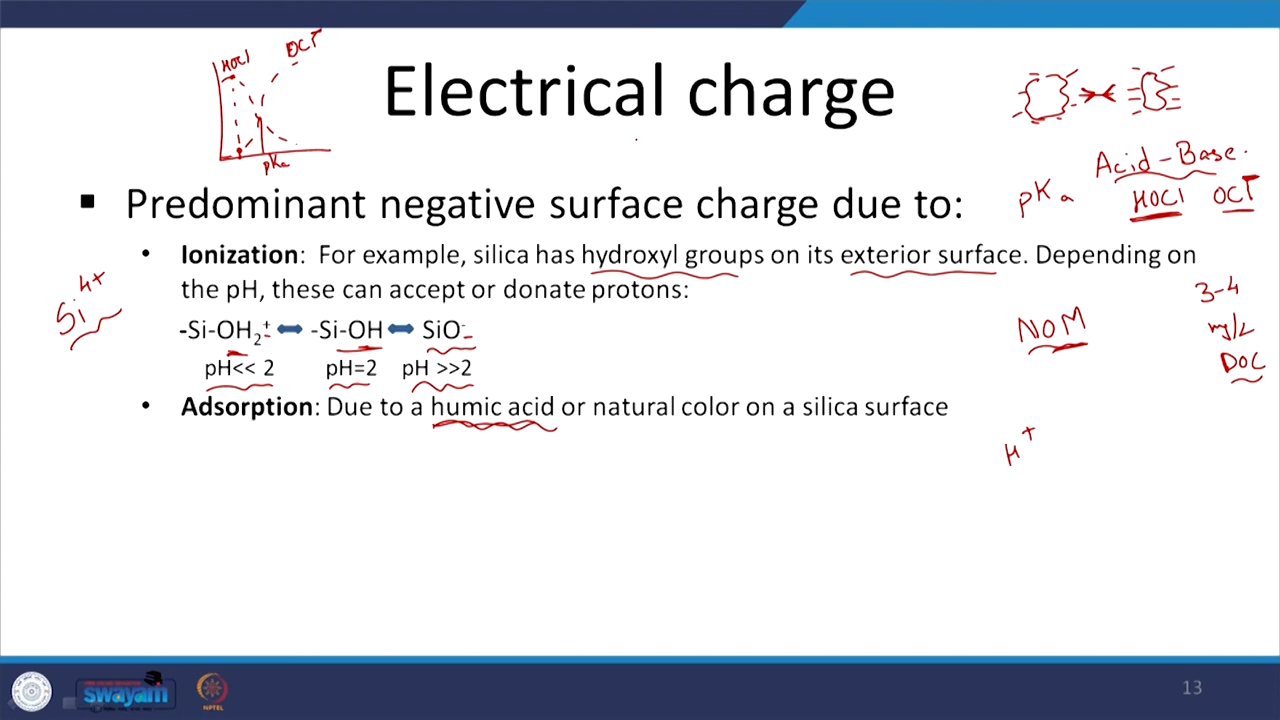 HOCl
OCl⁻
pKa
Electrical charge
Acid-Base.
pKa HOCl OCl⁻
▪ Predominant negative surface charge due to:
• Ionization: For example, silica has hydroxyl groups on its exterior surface. Depending on
the pH, these can accept or donate protons:
Si⁴⁺
-Si-OH₂⁺ ⬌ -Si-OH ⬌ SiO⁻
pH<< 2 pH=2 pH >>2
NOM
3-4
mg/L
DOC
• Adsorption: Due to a humic acid or natural color on a silica surface
H⁺
swayam
NPTEL
13